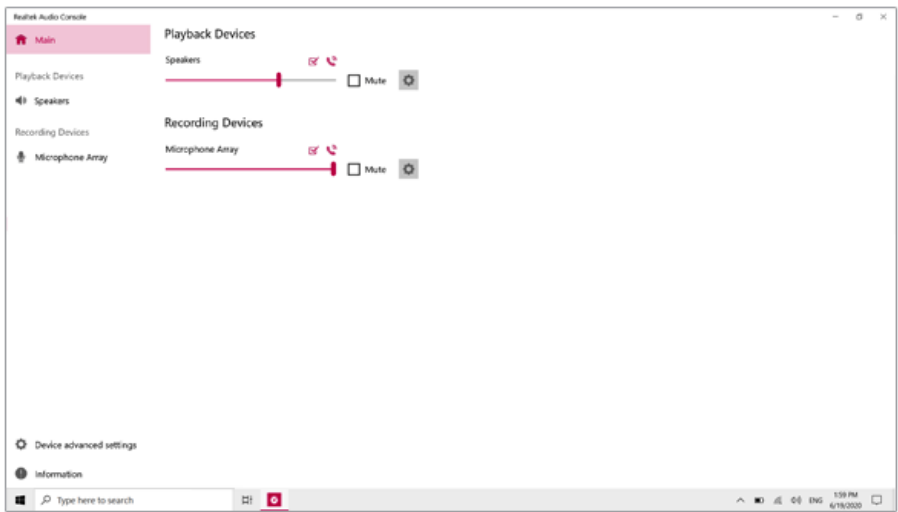 Realtek Audio Console
Main
Playback Devices
Speakers
Recording Devices
Microphone Array
Playback Devices
Speakers
Mute
Recording Devices
Microphone Array
Mute
Device advanced settings
Information
Type here to search
ENG
1:59 PM
6/19/2020